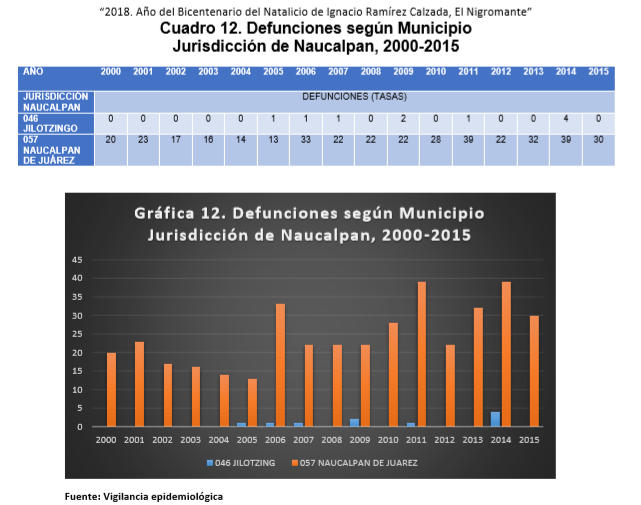 “2018. Año del Bicentenario del Natalicio de Ignacio Ramírez Calzada, El Nigromante”
Cuadro 12. Defunciones según Municipio
Jurisdicción de Naucalpan, 2000-2015
AÑO 2000 2001 2002 2003 2004 2005 2006 2007 2008 2009 2010 2011 2012 2013 2014 2015
JURISDICCIÓN
NAUCALPAN
DEFUNCIONES (TASAS)
046
JILOTZINGO
0 0 0 0 0 1 1 1 0 2 0 1 0 0 4 0
057
NAUCALPAN
DE JUÁREZ
20 23 17 16 14 13 33 22 22 22 28 39 22 32 39 30
Gráfica 12. Defunciones según Municipio
Jurisdicción de Naucalpan, 2000-2015
45
40
35
30
25
20
15
10
5
0
2000 2001 2002 2003 2004 2005 2006 2007 2008 2009 2010 2011 2012 2013 2014 2015
046 JILOTZING 057 NAUCALPAN DE JUAREZ
Fuente: Vigilancia epidemiológica